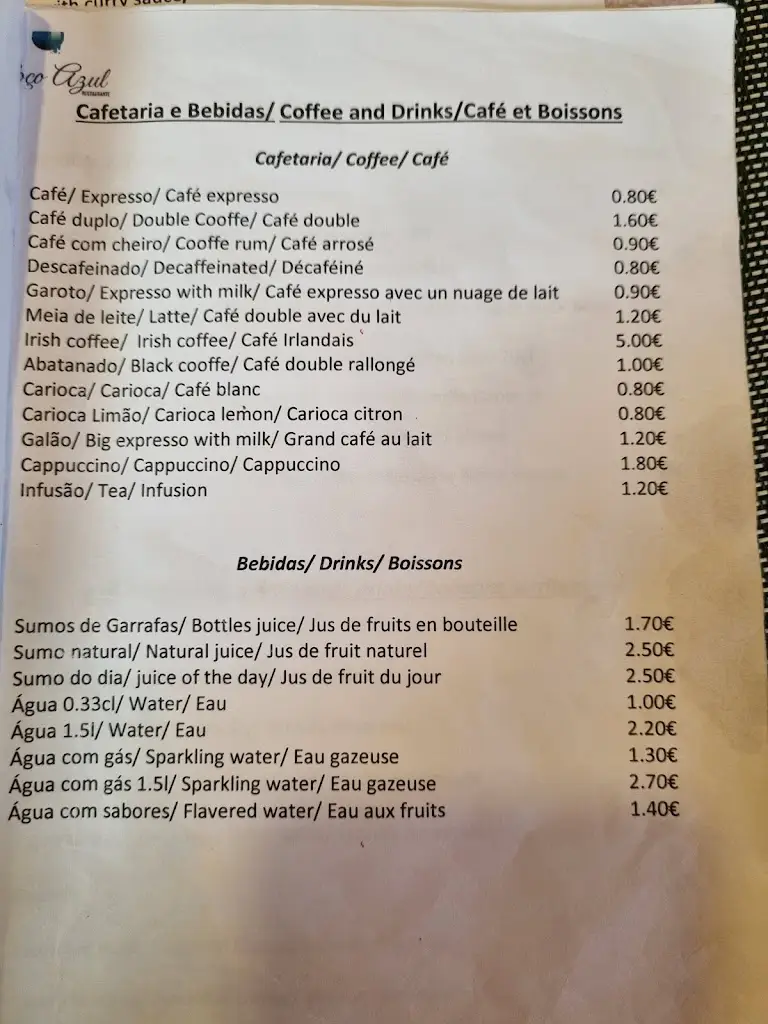 with curry sauce,
Azul
RESTAURANTE
Cafetaria e Bebidas/ Coffee and Drinks/Café et Boissons
Cafetaria/ Coffee/ Café
Café/ Expresso/ Café expresso 0.80€
Café duplo/ Double Cooffe/ Café double 1.60€
Café com cheiro/ Cooffe rum/ Café arrosé 0.90€
Descafeinado/ Decaffeinated/ Décaféiné 0.80€
Garoto/ Expresso with milk/ Café expresso avec un nuage de lait 0.90€
Meia de leite/ Latte/ Café double avec du lait 1.20€
Irish coffee/ Irish coffee/ Café Irlandais 5.00€
Abatanado/ Black cooffe/ Café double rallongé 1.00€
Carioca/ Carioca/ Café blanc 0.80€
Carioca Limão/ Carioca lemon/ Carioca citron 0.80€
Galão/ Big expresso with milk/ Grand café au lait 1.20€
Cappuccino/ Cappuccino/ Cappuccino 1.80€
Infusão/ Tea/ Infusion 1.20€
Bebidas/ Drinks/ Boissons
Sumos de Garrafas/ Bottles juice/ Jus de fruits en bouteille 1.70€
Sumo natural/ Natural juice/ Jus de fruit naturel 2.50€
Sumo do dia/ juice of the day/ Jus de fruit du jour 2.50€
Água 0.33cl/ Water/ Eau 1.00€
Água 1.5l/ Water/ Eau 2.20€
Água com gás/ Sparkling water/ Eau gazeuse 1.30€
Água com gás 1.5l/ Sparkling water/ Eau gazeuse 2.70€
Água com sabores/ Flavered water/ Eau aux fruits 1.40€